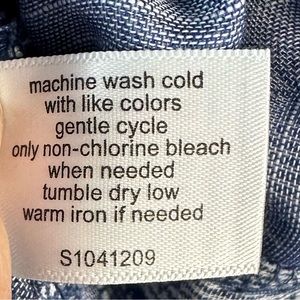 machine wash cold
with like colors
gentle cycle
only non-chlorine bleach
when needed
tumble dry low
warm iron if needed
S1041209